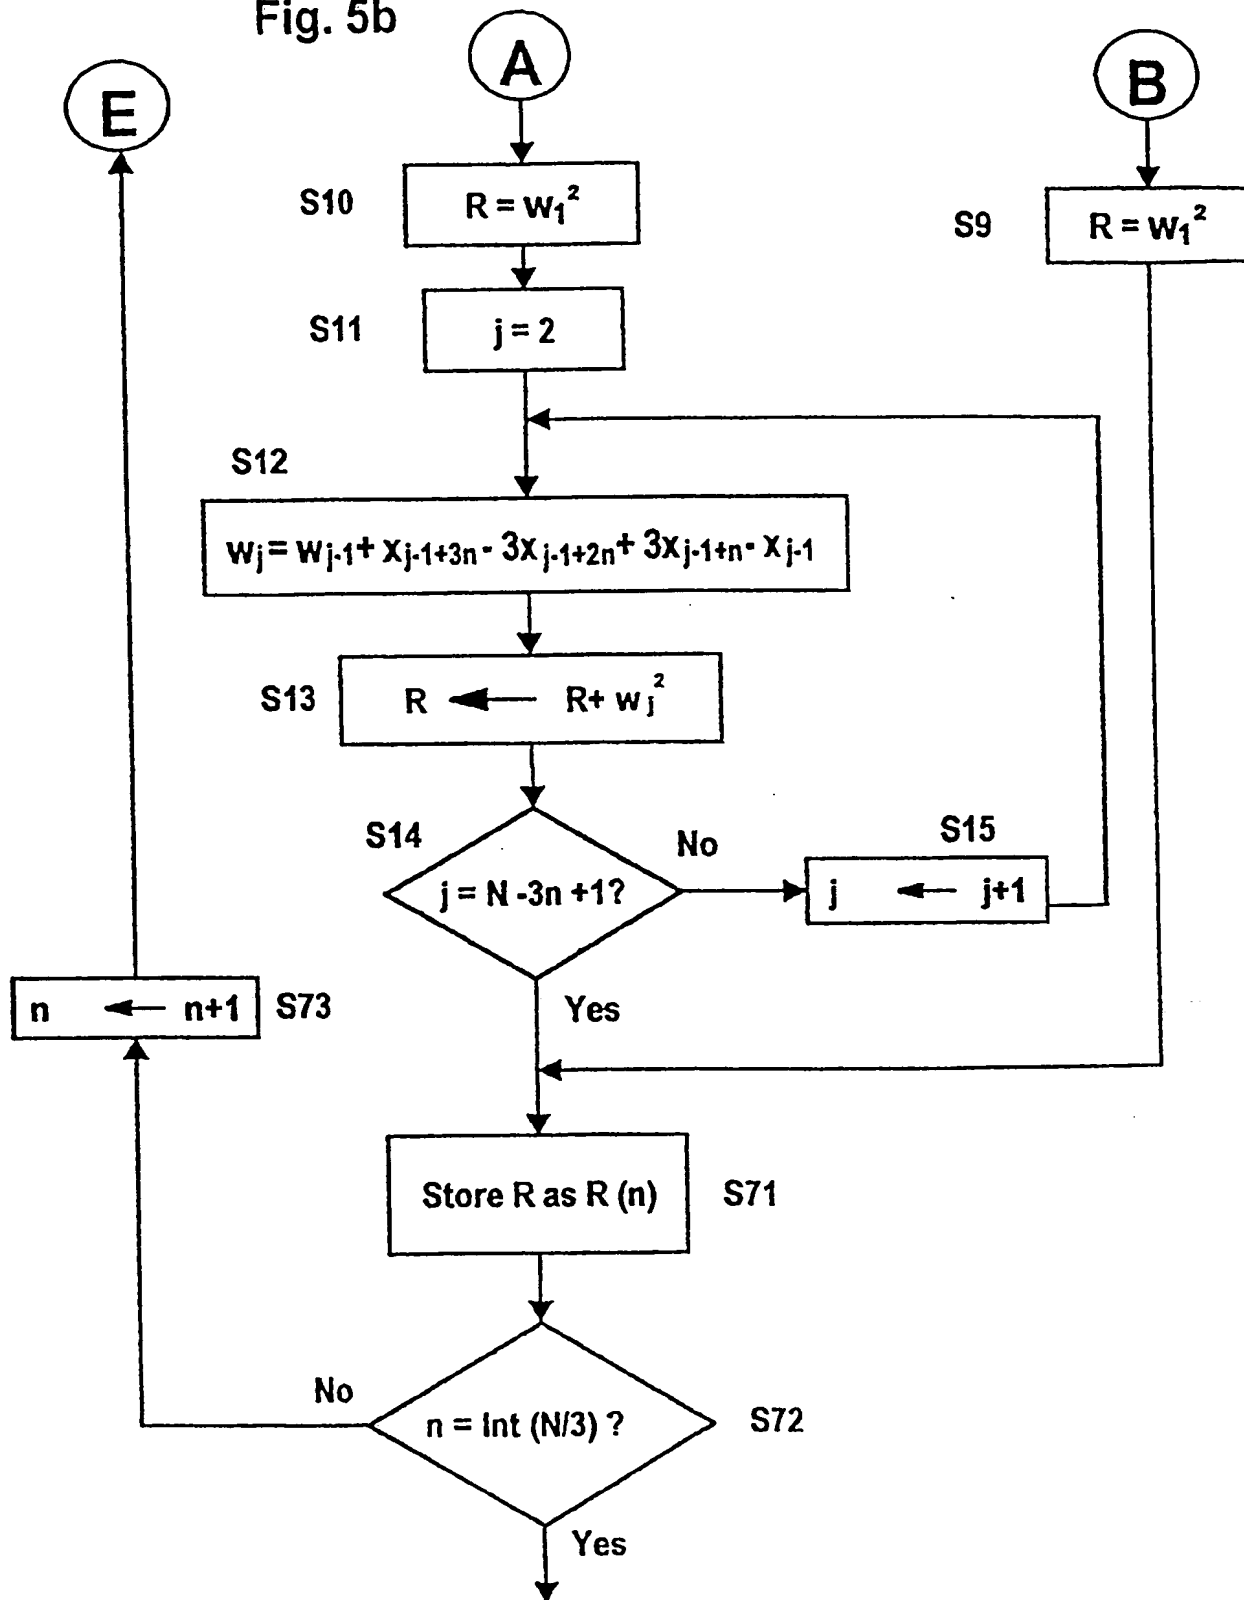 Fig. 5b
A
B
E
S10
R = w₁²
S9
R = w₁²
S11
j = 2
S12
wⱼ = wⱼ₋₁ + xⱼ₋₁₊₃ₙ - 3xⱼ₋₁₊₂ₙ + 3xⱼ₋₁₊ₙ - xⱼ₋₁
S13
R ← R + wⱼ²
S14
j = N -3n +1?
No
S15
j ← j+1
Yes
n ← n+1
S73
Store R as R (n)
S71
No
n = Int (N/3) ?
S72
Yes